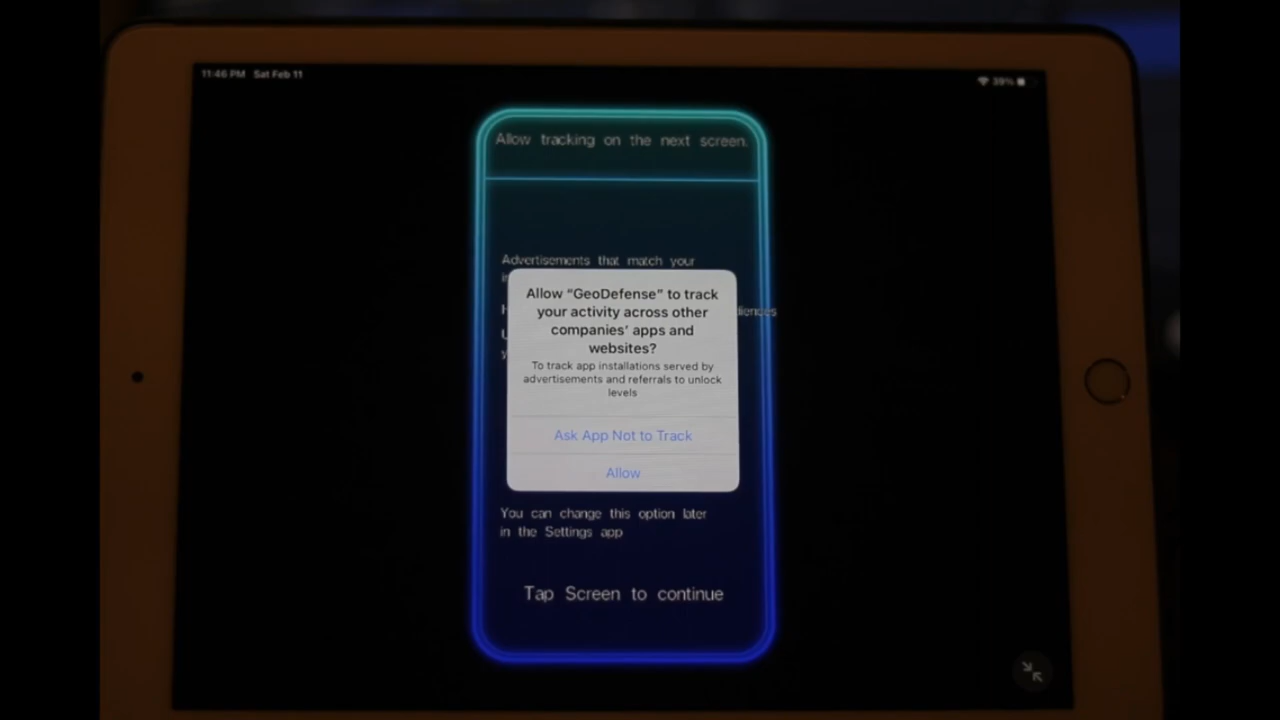 11:46 PM Sat Feb 11
39%
Allow tracking on the next screen.
Advertisements that match your
Allow “GeoDefense” to track
your activity across other
companies’ apps and
websites?
To track app installations served by
advertisements and referrals to unlock
levels
Ask App Not to Track
Allow
You can change this option later
in the Settings app
Tap Screen to continue